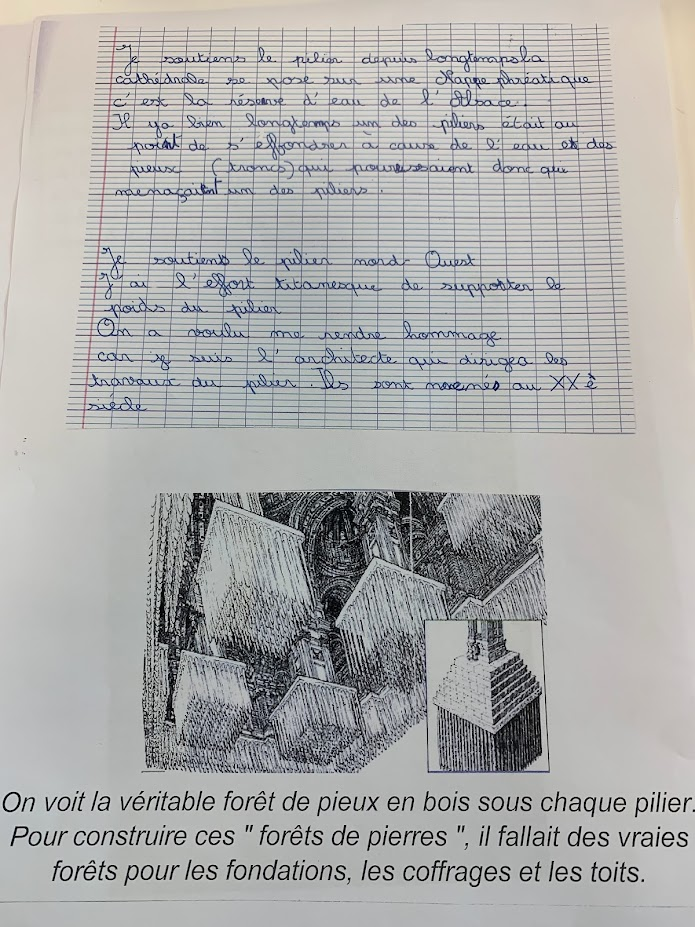 Je soutiens le pilier depuis longtemps la
cathédrale se pose sur une Nappe phréatique
c'est la réserve d'eau de l'Alsace.
Il ya bien longtemps un des piliers était au
point de s'éffondrer à cause de l'eau et des
pieux (troncs) qui pourrissaient donc que
menaçaient un des piliers.
Je soutients le pilier nord-Ouest
J'ai l'effort titanesque de supporter le
poids du pilier
On a voulu me rendre hommage
car je suis l'architecte qui dirigea les
travaux du pilier. Ils sont menés au XXè
siécle
On voit la véritable forêt de pieux en bois sous chaque pilier.
Pour construire ces " forêts de pierres ", il fallait des vraies
forêts pour les fondations, les coffrages et les toits.